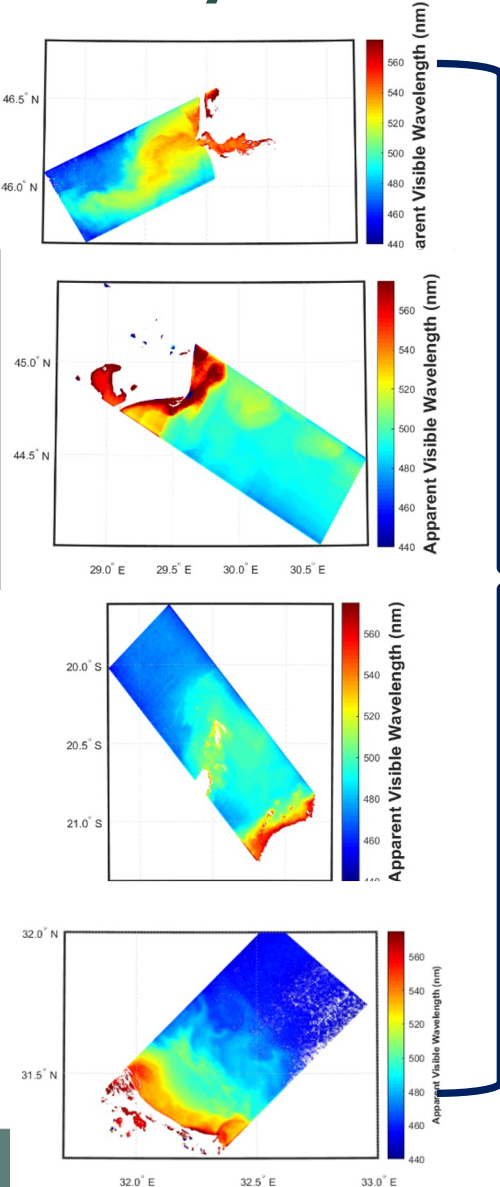 46.5° N
46.0° N
560
540
520
500
480
460
440
arent Visible Wavelength (nm)
45.0° N
44.5° N
29.0° E
29.5° E
30.0° E
30.5° E
560
540
520
500
480
460
440
Apparent Visible Wavelength (nm)
20.0° S
20.5° S
21.0° S
560
540
520
500
480
460
440
Apparent Visible Wavelength (nm)
32.0° N
31.5° N
32.0° E
32.5° E
33.0° E
560
540
520
500
480
460
440
Apparent Visible Wavelength (nm)